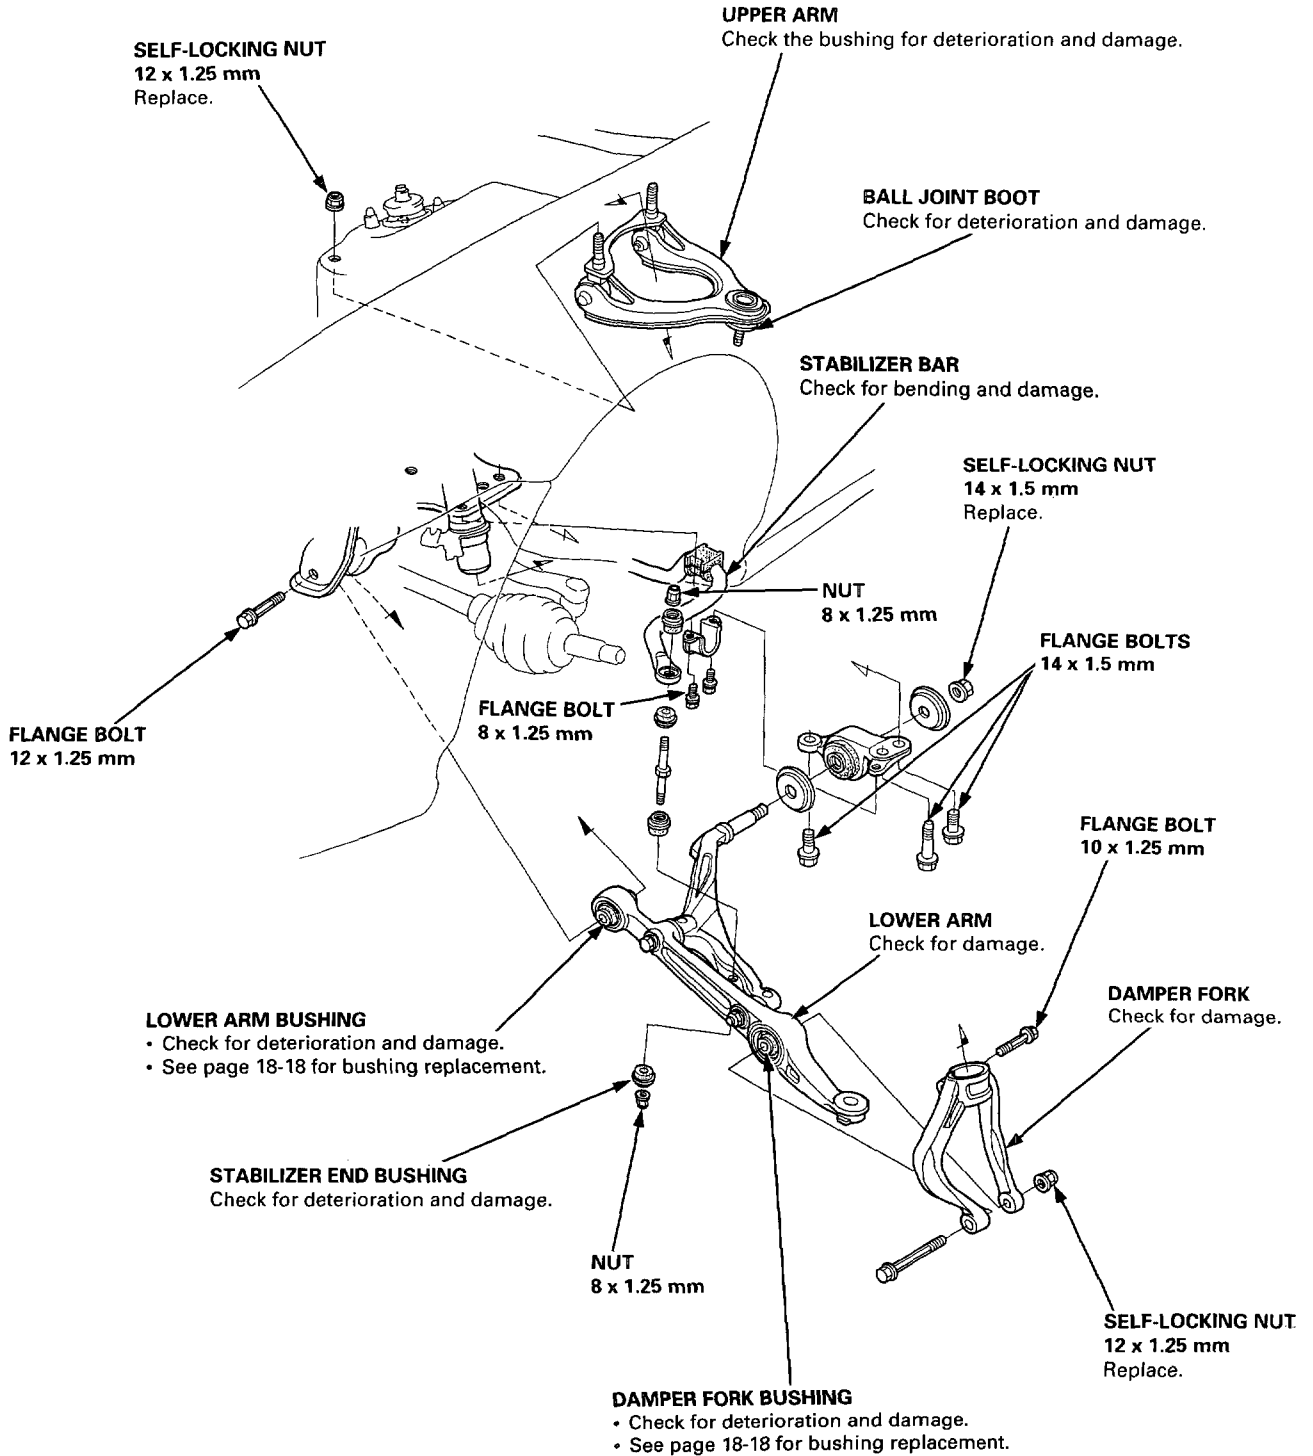 UPPER ARM
Check the bushing for deterioration and damage.
SELF-LOCKING NUT
12 x 1.25 mm
Replace.
BALL JOINT BOOT
Check for deterioration and damage.
STABILIZER BAR
Check for bending and damage.
SELF-LOCKING NUT
14 x 1.5 mm
Replace.
NUT
8 x 1.25 mm
FLANGE BOLTS
14 x 1.5 mm
FLANGE BOLT
8 x 1.25 mm
FLANGE BOLT
12 x 1.25 mm
FLANGE BOLT
10 x 1.25 mm
LOWER ARM
Check for damage.
DAMPER FORK
Check for damage.
LOWER ARM BUSHING
• Check for deterioration and damage.
• See page 18-18 for bushing replacement.
STABILIZER END BUSHING
Check for deterioration and damage.
NUT
8 x 1.25 mm
SELF-LOCKING NUT
12 x 1.25 mm
Replace.
DAMPER FORK BUSHING
• Check for deterioration and damage.
• See page 18-18 for bushing replacement.